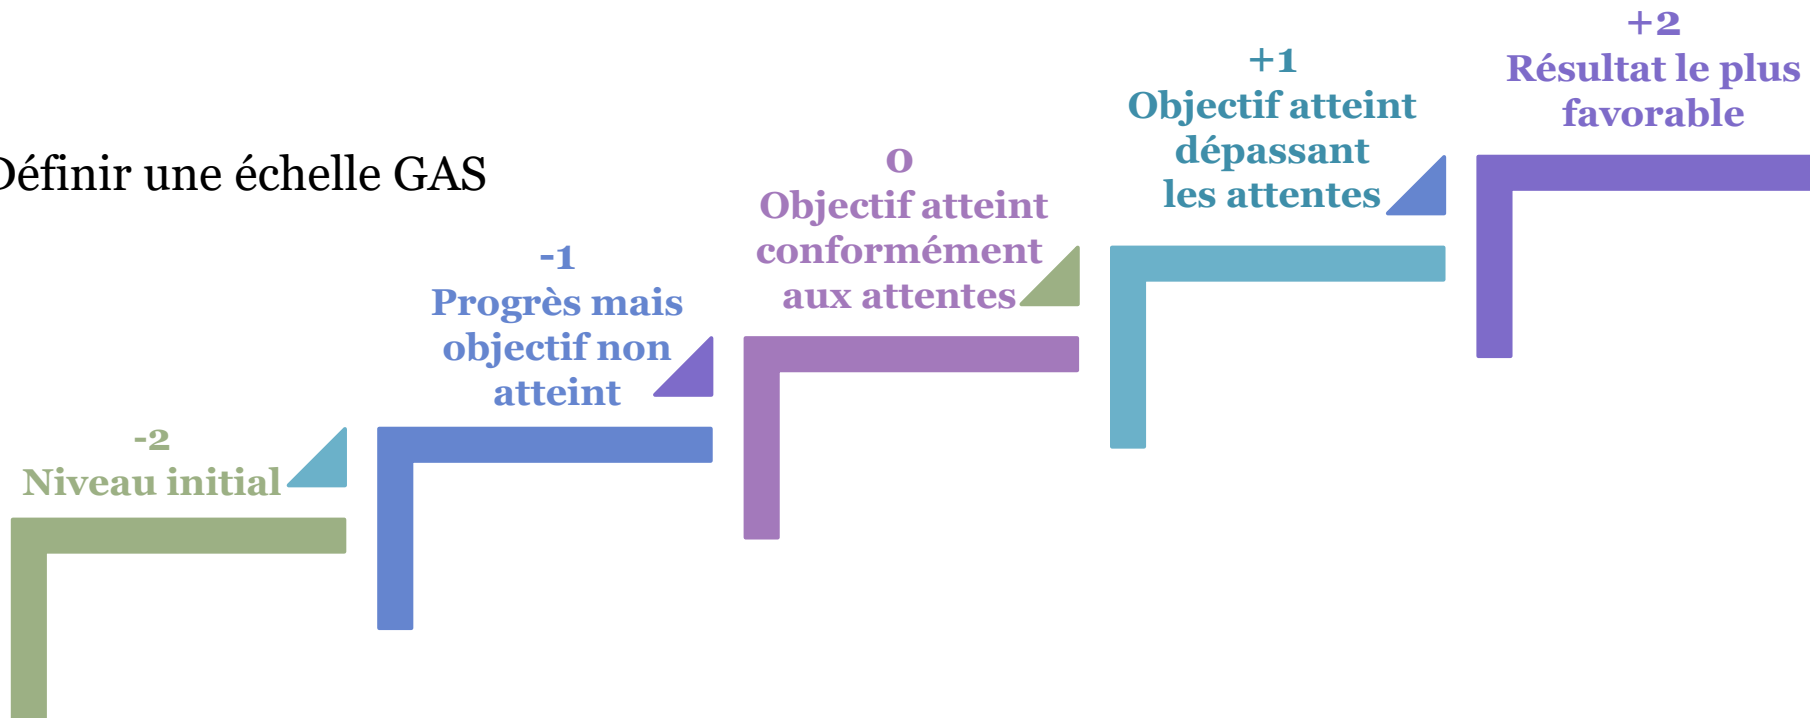 Définir une échelle GAS
-2
Niveau initial
-1
Progrès mais
objectif non
atteint
0
Objectif atteint
conformément
aux attentes
+1
Objectif atteint
dépassant
les attentes
+2
Résultat le plus
favorable